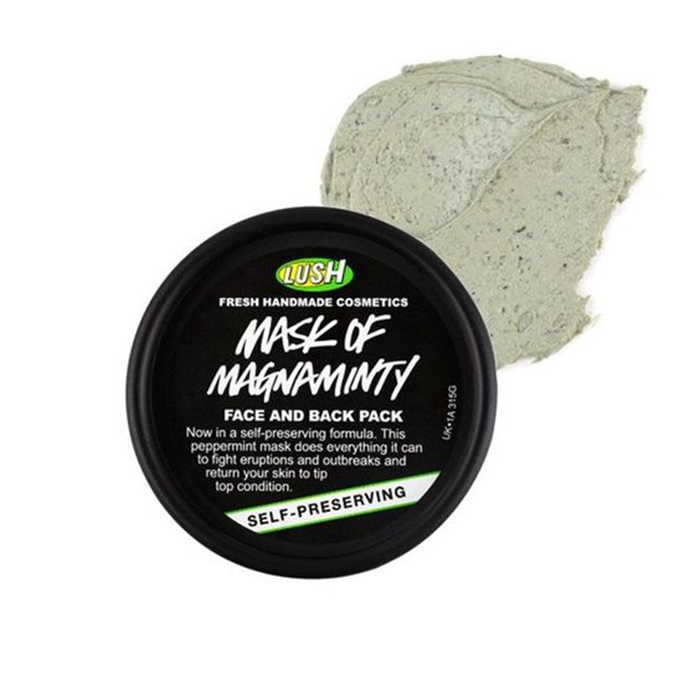 LUSH
FRESH HANDMADE COSMETICS
MASK OF
MAGNAMINTY
FACE AND BACK PACK
Now in a self-preserving formula. This
peppermint mask does everything it can
to fight eruptions and outbreaks and
return your skin to tip
top condition.
SELF-PRESERVING
UK•1A 315G